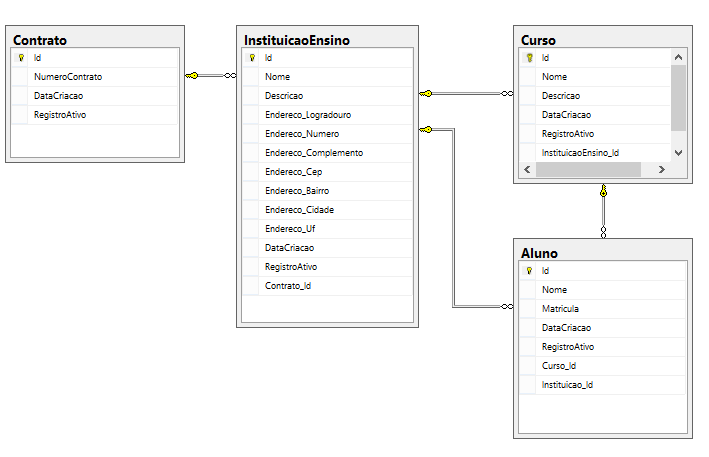 Contrato
Id
NumeroContrato
DataCriacao
RegistroAtivo
InstituicaoEnsino
Id
Nome
Descricao
Endereco_Logradouro
Endereco_Numero
Endereco_Complemento
Endereco_Cep
Endereco_Bairro
Endereco_Cidade
Endereco_Uf
DataCriacao
RegistroAtivo
Contrato_Id
Curso
Id
Nome
Descricao
DataCriacao
RegistroAtivo
InstituicaoEnsino_Id
Aluno
Id
Nome
Matricula
DataCriacao
RegistroAtivo
Curso_Id
Instituicao_Id